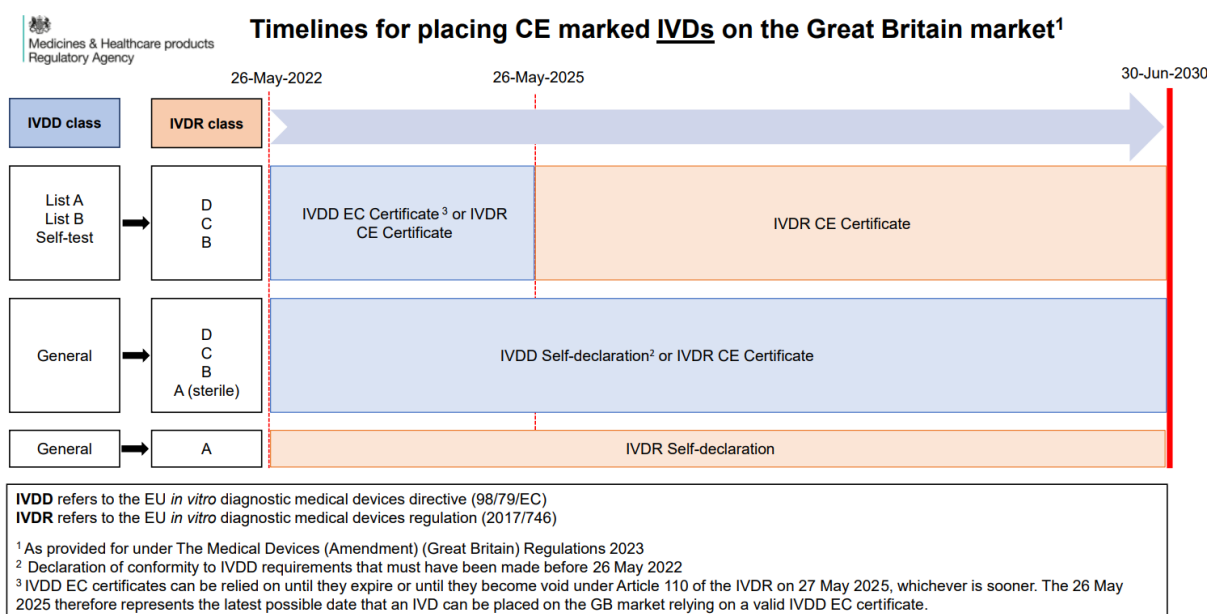 Medicines & Healthcare products
Regulatory Agency
Timelines for placing CE marked IVDs on the Great Britain market¹
26-May-2022
26-May-2025
30-Jun-2030
IVDD class
IVDR class
List A
List B
Self-test
D
C
B
IVDD EC Certificate ³ or IVDR
CE Certificate
IVDR CE Certificate
General
D
C
B
A (sterile)
IVDD Self-declaration² or IVDR CE Certificate
General
A
IVDR Self-declaration
IVDD refers to the EU in vitro diagnostic medical devices directive (98/79/EC)
IVDR refers to the EU in vitro diagnostic medical devices regulation (2017/746)
¹ As provided for under The Medical Devices (Amendment) (Great Britain) Regulations 2023
² Declaration of conformity to IVDD requirements that must have been made before 26 May 2022
³ IVDD EC certificates can be relied on until they expire or until they become void under Article 110 of the IVDR on 27 May 2025, whichever is sooner. The 26 May
2025 therefore represents the latest possible date that an IVD can be placed on the GB market relying on a valid IVDD EC certificate.